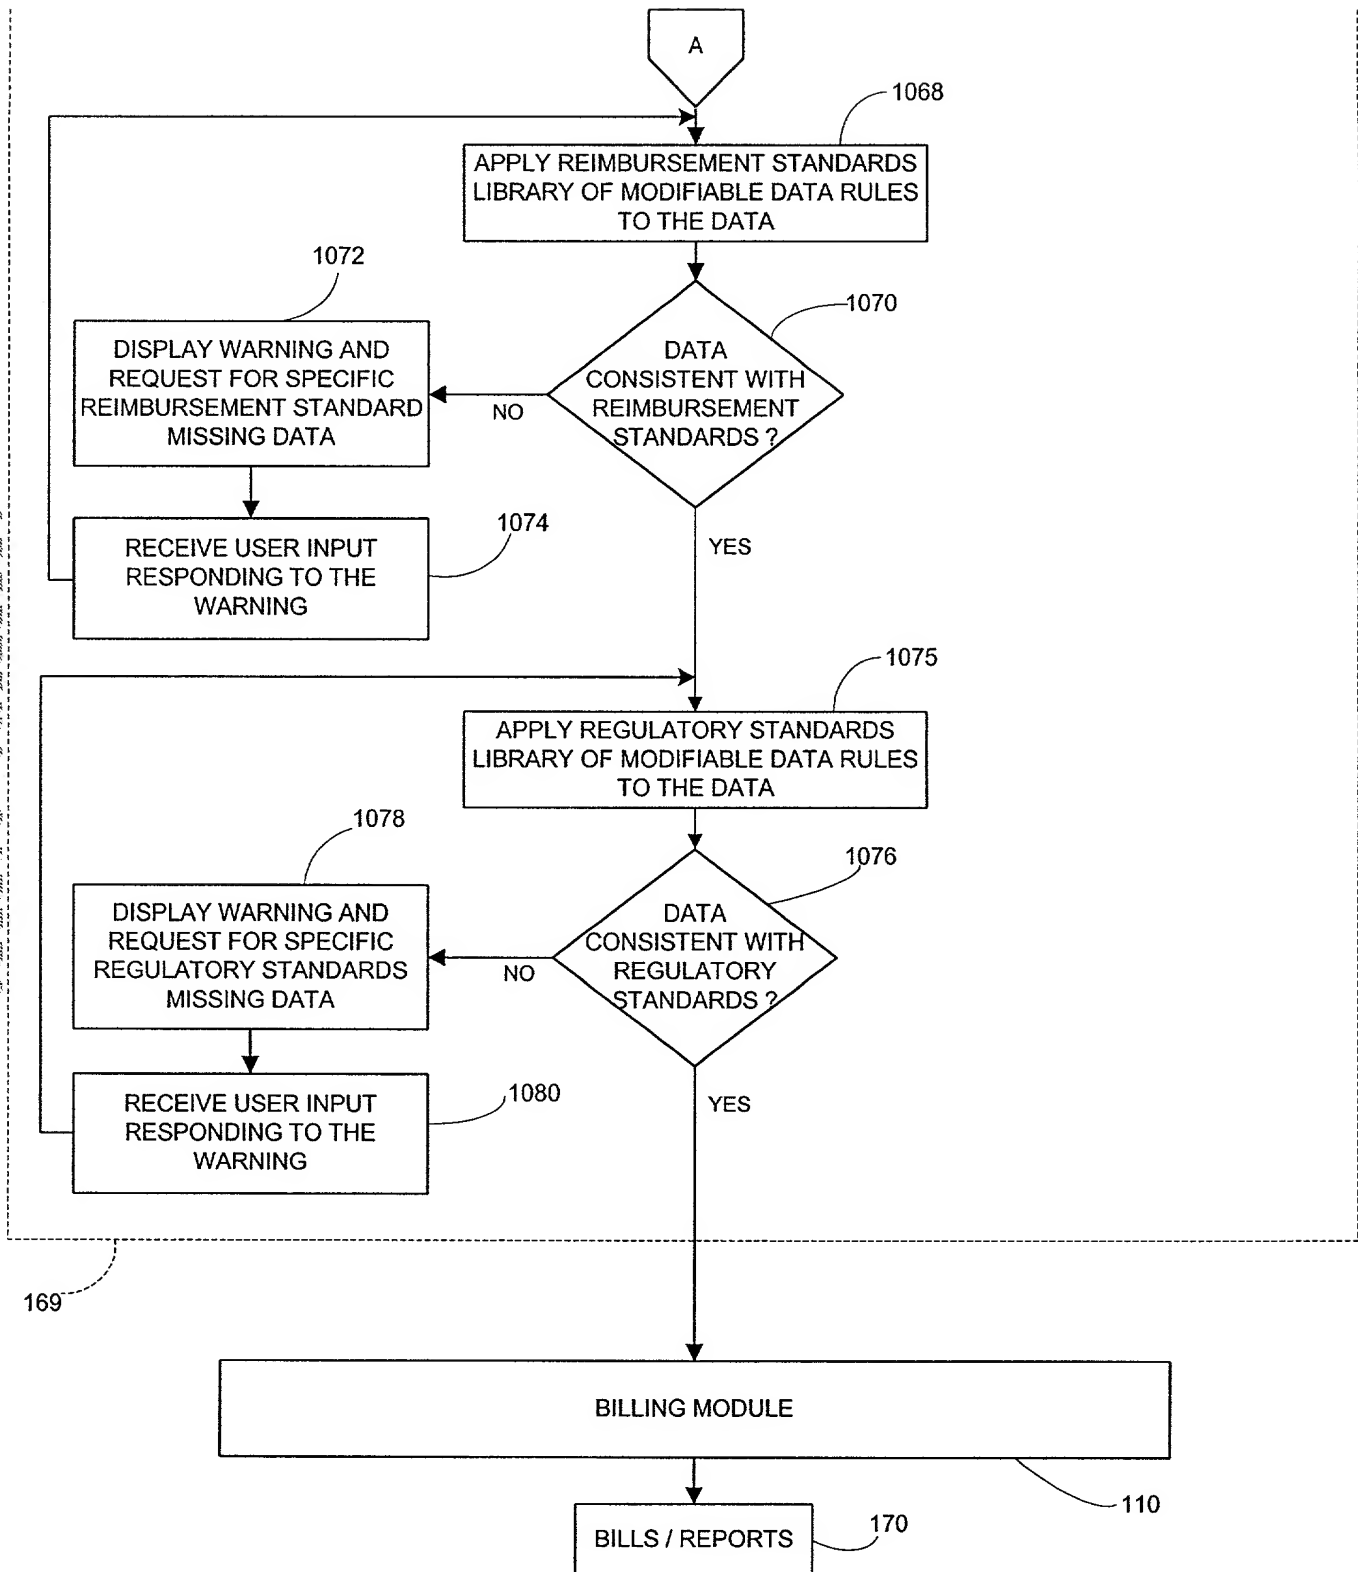 A
1068
APPLY REIMBURSEMENT STANDARDS
LIBRARY OF MODIFIABLE DATA RULES
TO THE DATA
1072
1070
DISPLAY WARNING AND
REQUEST FOR SPECIFIC
REIMBURSEMENT STANDARD
MISSING DATA
NO
DATA
CONSISTENT WITH
REIMBURSEMENT
STANDARDS ?
1074
RECEIVE USER INPUT
RESPONDING TO THE
WARNING
YES
1075
APPLY REGULATORY STANDARDS
LIBRARY OF MODIFIABLE DATA RULES
TO THE DATA
1078
1076
DISPLAY WARNING AND
REQUEST FOR SPECIFIC
REGULATORY STANDARDS
MISSING DATA
NO
DATA
CONSISTENT WITH
REGULATORY
STANDARDS ?
1080
RECEIVE USER INPUT
RESPONDING TO THE
WARNING
YES
169
BILLING MODULE
110
BILLS / REPORTS
170